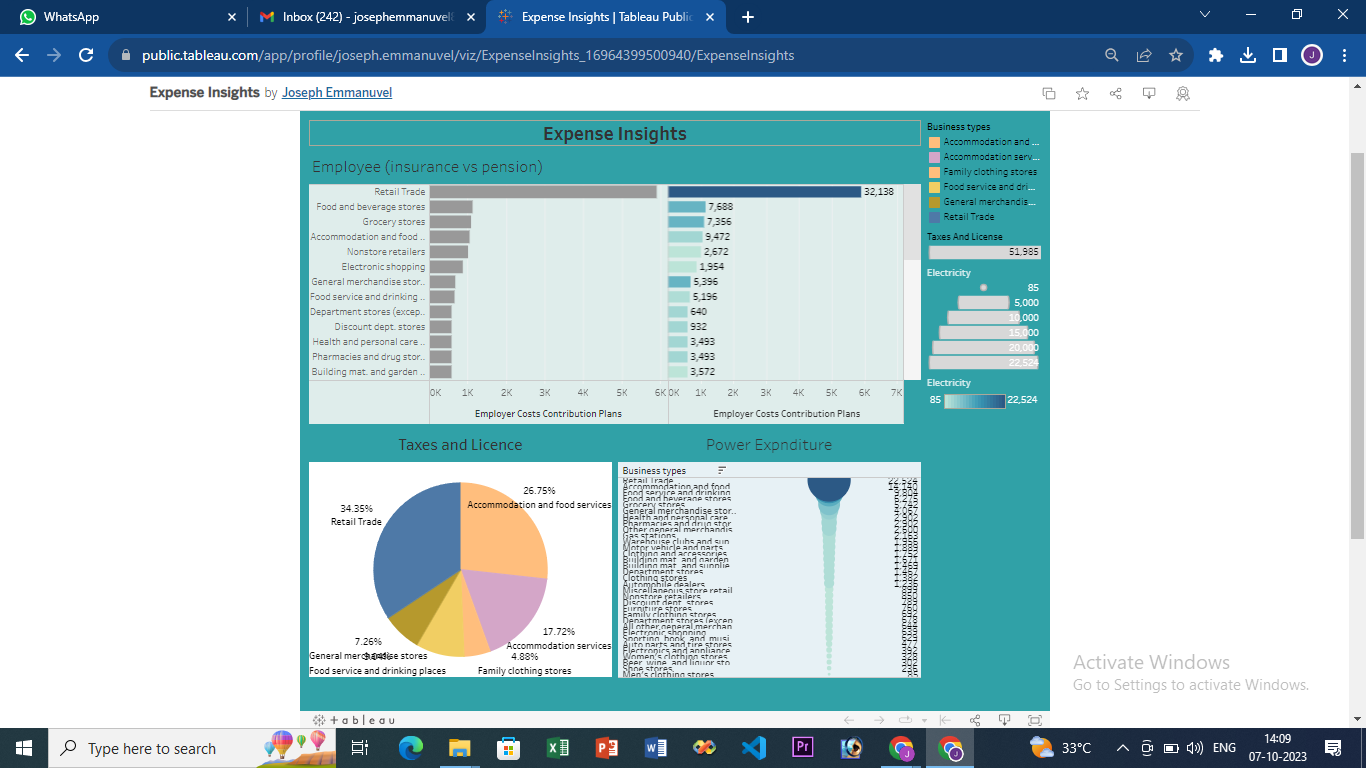 WhatsApp
Inbox (242) - josephemmanuvel
Expense Insights | Tableau Public
public.tableau.com/app/profile/joseph.emmanuvel/viz/ExpenseInsights_16964399500940/ExpenseInsights
Expense Insights by Joseph Emmanuvel
Expense Insights
Employee (insurance vs pension)
Retail Trade 32,138
Food and beverage stores 7,688
Grocery stores 7,356
Accommodation and food .. 9,472
Nonstore retailers 2,672
Electronic shopping 1,954
General merchandise stor.. 5,396
Food service and drinking .. 5,196
Department stores (excep.. 640
Discount dept. stores 932
Health and personal care .. 3,493
Pharmacies and drug stor.. 3,493
Building mat. and garden .. 3,572
0K 1K 2K 3K 4K 5K 6K 0K 1K 2K 3K 4K 5K 6K 7K
Employer Costs Contribution Plans Employer Costs Contribution Plans
Business types
Accommodation and ...
Accommodation serv...
Family clothing stores
Food service and dri...
General merchandis...
Retail Trade
Taxes And License
51,985
Electricity
85
5,000
10,000
15,000
20,000
22,524
Electricity
85 22,524
Taxes and Licence
26.75%
Accommodation and food services
34.35%
Retail Trade
17.72%
Accommodation services
7.26%
General merchandise stores
4.88%
Food service and drinking places
Family clothing stores
Power Expnditure
Business types
Retail Trade 22,524
Accommodation and food 14,140
Food service and drinking 9,804
Food and beverage stores
Grocery stores
General merchandise stor..
Health and personal care
Pharmacies and drug stor
Other general merchandis
Gas stations
Warehouse clubs and sup
Motor vehicle and parts
Clothing and accessories
Building mat. and garden
Building mat. and supplie
Department stores
Clothing stores
Automobile dealers
Miscellaneous store retail
Nonstore retailers
Discount dept. stores
Furniture stores
Family clothing stores
Department stores (excep
All other general merchan
Electronic shopping
Sporting, book, and musi
Auto parts and tire stores
Electronics and appliance
Women's clothing stores
Beer, wine, and liquor sto
Shoe stores
Men's clothing stores 85
+ableau
Activate Windows
Go to Settings to activate Windows.
Type here to search
33°C
ENG
14:09
07-10-2023